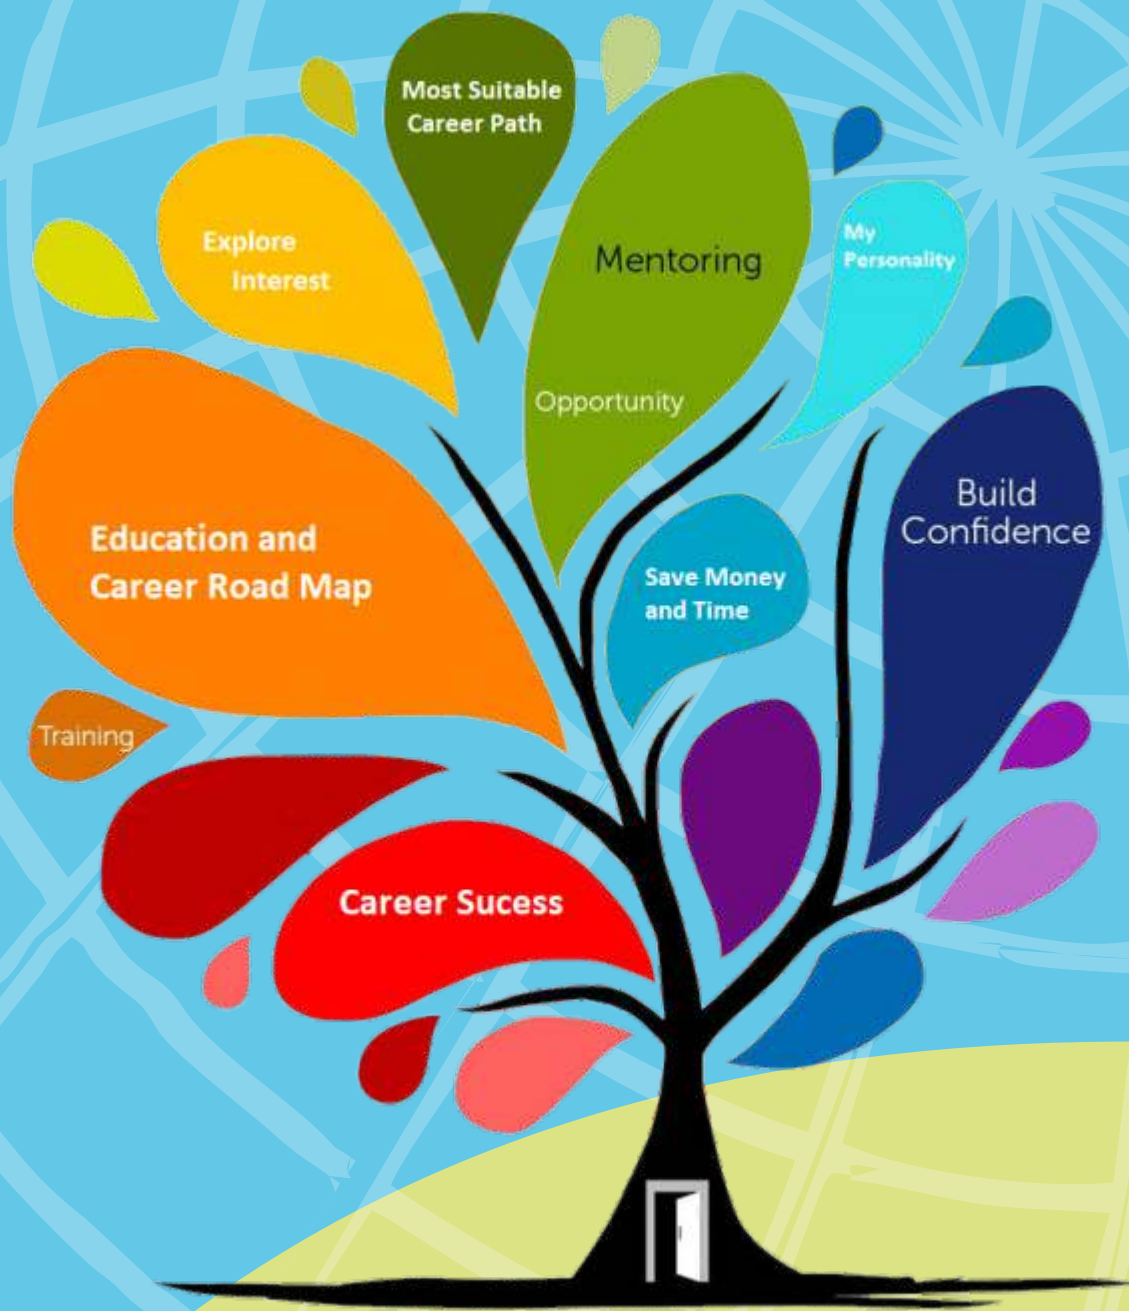 Most Suitable
Career Path
Explore
Interest
Mentoring
Opportunity
My
Personality
Education and
Career Road Map
Save Money
and Time
Build
Confidence
Training
Career Sucess